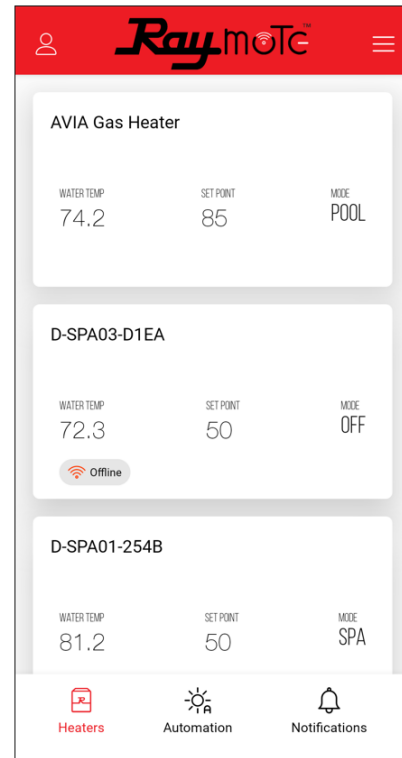 Raymote™
AVIA Gas Heater
WATER TEMP SET POINT MODE
74.2 85 POOL
D-SPA03-D1EA
WATER TEMP SET POINT MODE
72.3 50 OFF
Offline
D-SPA01-254B
WATER TEMP SET POINT MODE
81.2 50 SPA
Heaters Automation Notifications